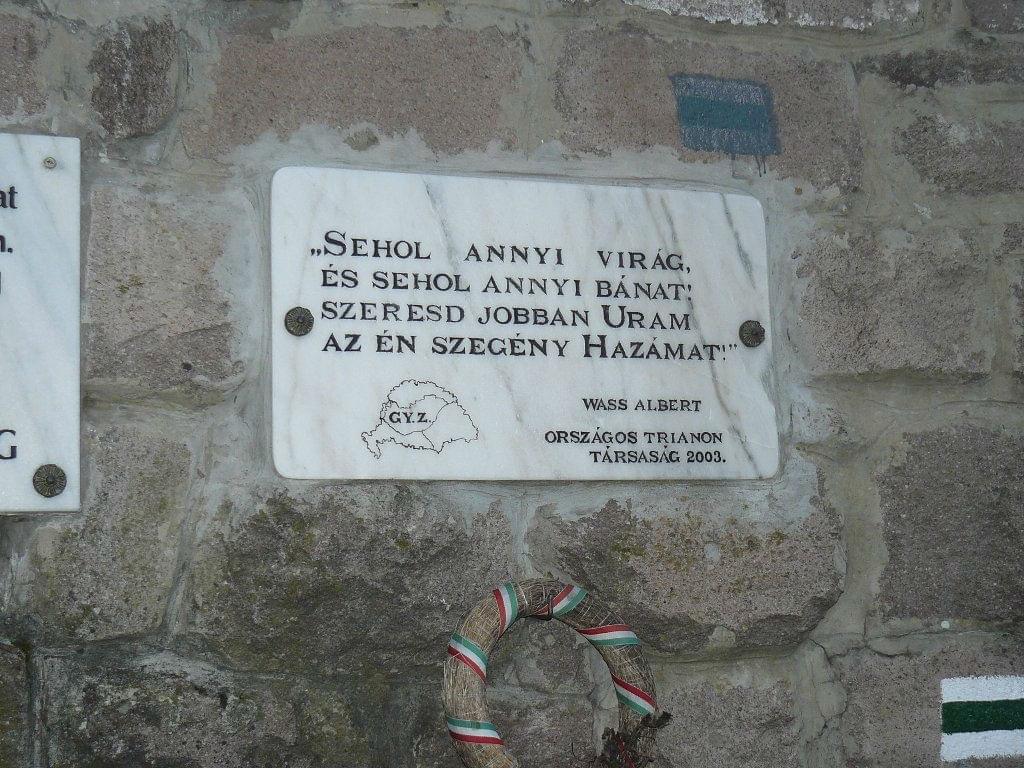 at
„SEHOL ANNYI VIRÁG,
ÉS SEHOL ANNYI BÁNAT!
SZERESD JOBBAN URAM
AZ ÉN SZEGÉNY HAZÁMAT!”
GY.Z.
WASS ALBERT
ORSZÁGOS TRIANON
TÁRSASÁG 2003.
G